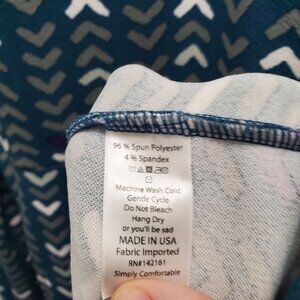 96 % Spun Polyester
4 % Spandex
Machine Wash Cold
Gentle Cycle
Do Not Bleach
Hang Dry
or you'll be sad
MADE IN USA
Fabric Imported
RN#142161
Simply Comfortable